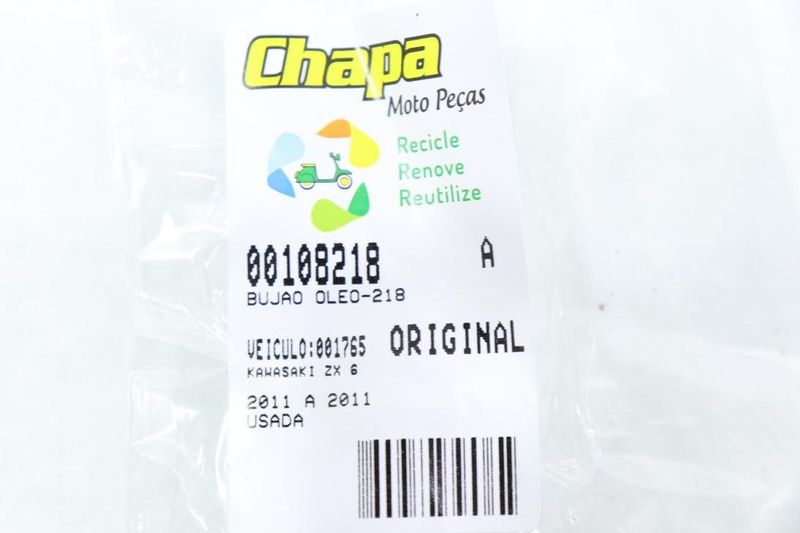 Chapa
Moto Peças
Recicle
Renove
Reutilize
00108218 A
BUJAO OLEO-218
VEICULO:001765 ORIGINAL
KAWASAKI ZX 6
2011 A 2011
USADA